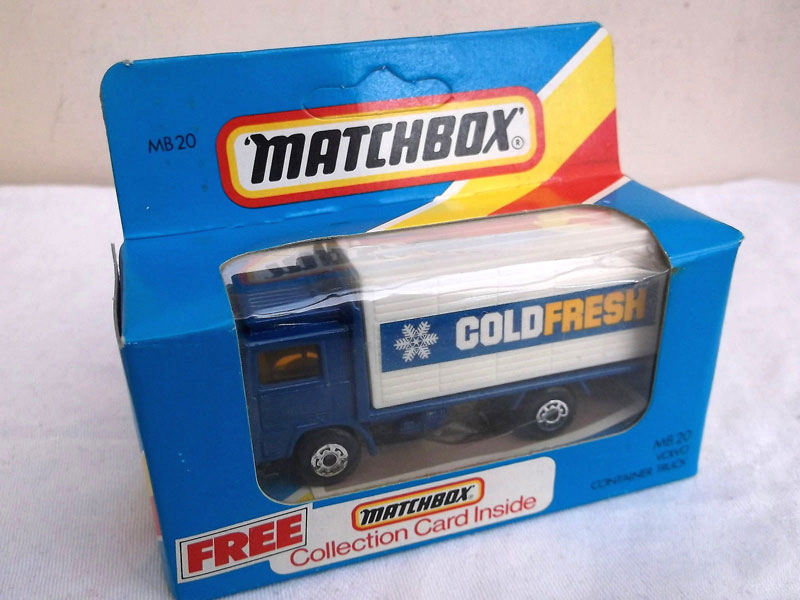 MB 20
'MATCHBOX'®
COLDFRESH
MB 20
VOLVO
CONTAINER TRUCK
FREE
MATCHBOX
Collection Card Inside